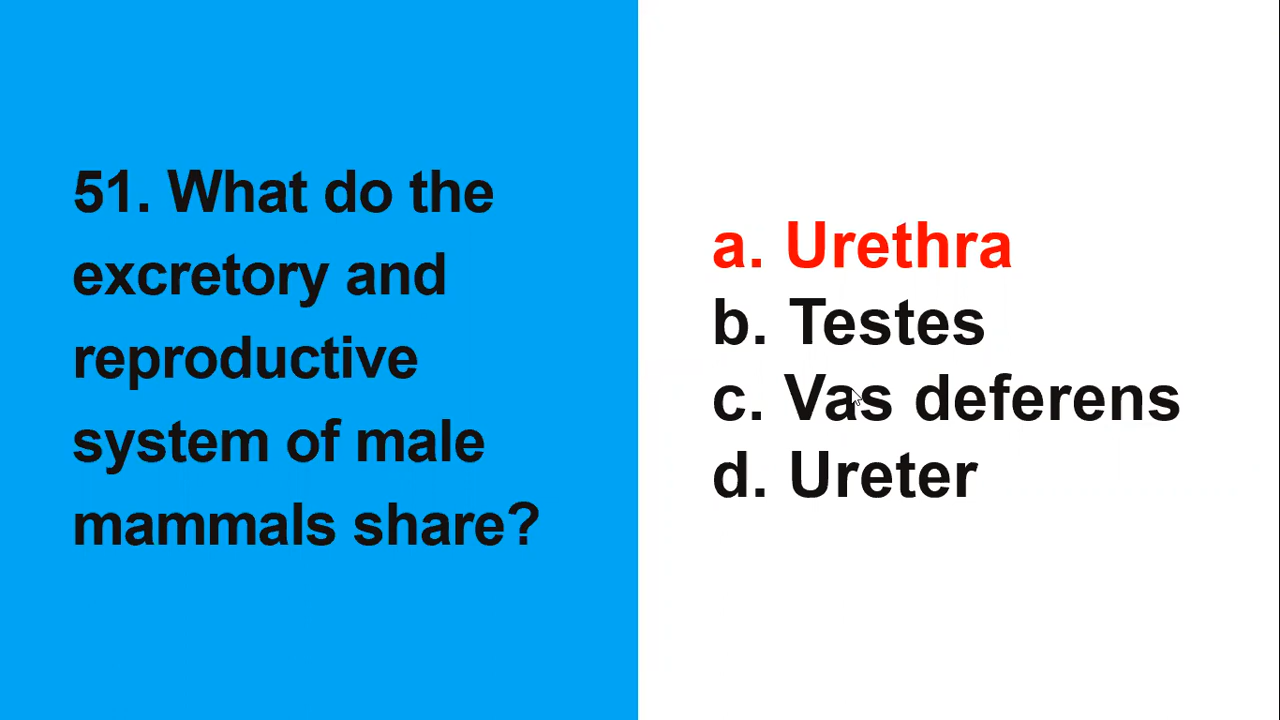 51. What do the
excretory and
reproductive
system of male
mammals share?
a. Urethra
b. Testes
c. Vas deferens
d. Ureter